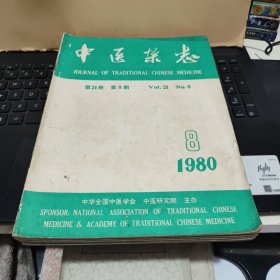 中医杂志
JOURNAL OF TRADITIONAL CHINESE MEDICINE
第21卷 第8期 Vol. 21 No. 8
8
1980
中华全国中医学会 中医研究院 主办
SPONSOR: NATIONAL ASSOCIATION OF TRADITIONAL CHINESE
MEDICINE & ACADEMY OF TRADITIONAL CHINESE MEDICINE